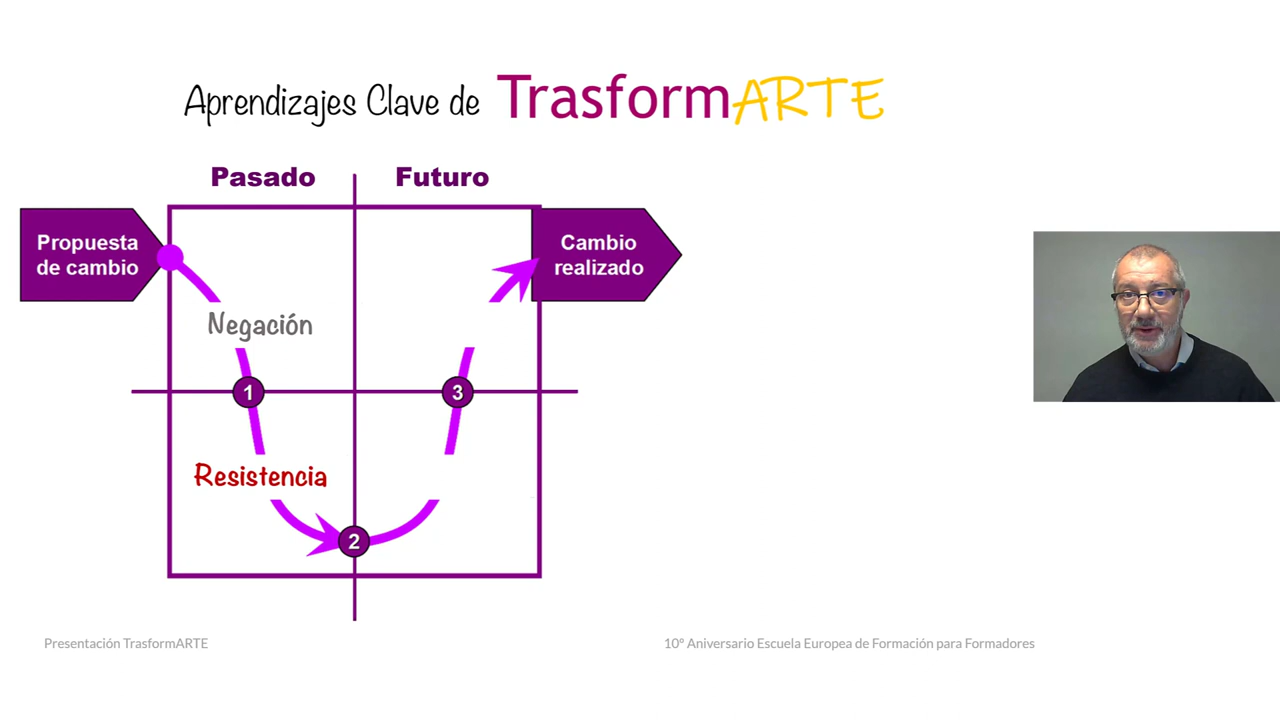 Aprendizajes Clave de TrasformARTE
Pasado
Futuro
Propuesta
de cambio
Cambio
realizado
Negación
1
3
Resistencia
2
Presentación TrasformARTE
10º Aniversario Escuela Europea de Formación para Formadores